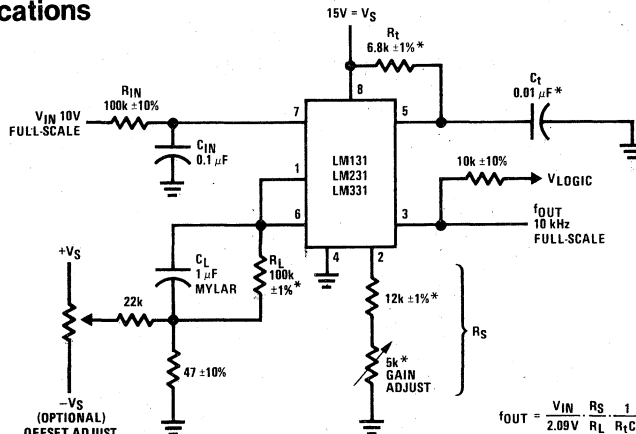 cations
15V = VS
Rt
6.8k ±1%*
Ct
0.01 µF*
RIN
100k ±10%
VIN 10V
FULL-SCALE
CIN
0.1 µF
8
7
5
1
6
3
4
2
LM131
LM231
LM331
10k ±10%
VLOGIC
fOUT
10 kHz
FULL-SCALE
+VS
CL
1 µF
MYLAR
RL
100k
±1%*
22k
12k ±1%*
RS
47 ±10%
5k*
GAIN
ADJUST
−VS
(OPTIONAL)
OFFSET ADJUST
fOUT = VIN/2.09V · RS/RL · 1/RtC